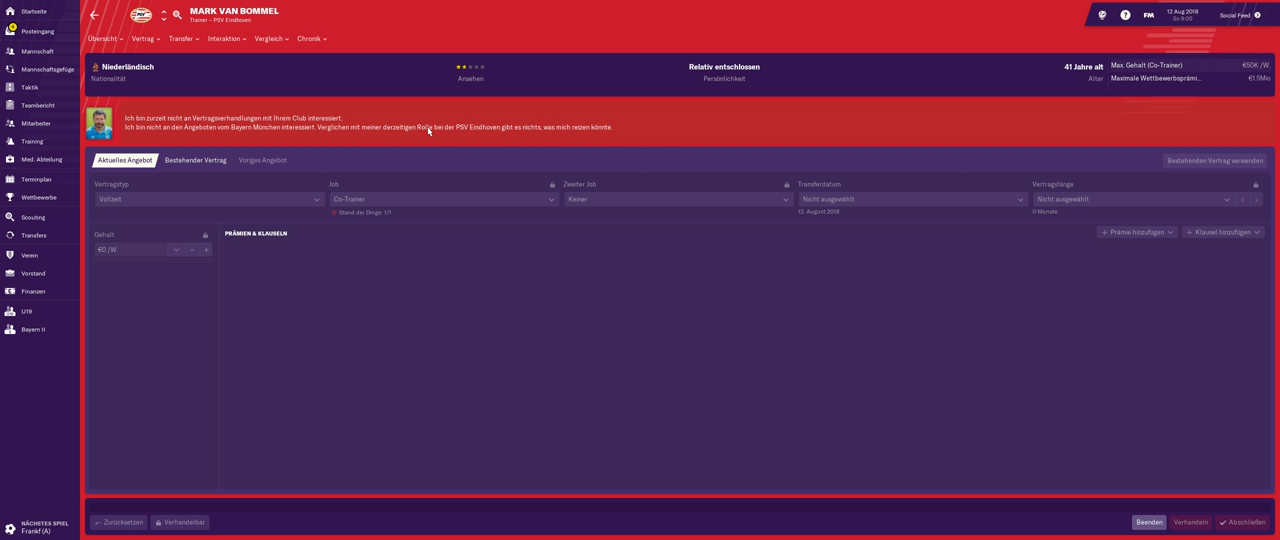 Startseite
4
Posteingang
Mannschaft
Mannschaftsgefüge
Taktik
Teambericht
Mitarbeiter
Training
Med. Abteilung
Terminplan
Wettbewerbe
Scouting
Transfers
Verein
Vorstand
Finanzen
U19
Bayern II
NÄCHSTES SPIEL
Frankf (A)
PSV
MARK VAN BOMMEL
Trainer - PSV Eindhoven
FM
12 Aug 2018
So 9:00
Social Feed
Übersicht
Vertrag
Transfer
Interaktion
Vergleich
Chronik
Niederländisch
Nationalität
Ansehen
Relativ entschlossen
Persönlichkeit
41 Jahre alt
Alter
Max. Gehalt (Co-Trainer) €50K /W.
Maximale Wettbewerbsprämi... €1.5Mio
Ich bin zurzeit nicht an Vertragsverhandlungen mit Ihrem Club interessiert.
Ich bin nicht an den Angeboten vom Bayern München interessiert. Verglichen mit meiner derzeitigen Rolle bei der PSV Eindhoven gibt es nichts, was mich reizen könnte.
Aktuelles Angebot
Bestehender Vertrag
Voriges Angebot
Bestehenden Vertrag verwenden
Vertragstyp
Vollzeit
Job
Co-Trainer
Stand der Dinge: 1/1
Zweiter Job
Keiner
Transferdatum
Nicht ausgewählt
12. August 2018
Vertragslänge
Nicht ausgewählt
0 Monate
Gehalt
€0 /W.
PRÄMIEN & KLAUSELN
Prämie hinzufügen
Klausel hinzufügen
Zurücksetzen
Verhandelbar
Beenden
Verhandeln
Abschließen